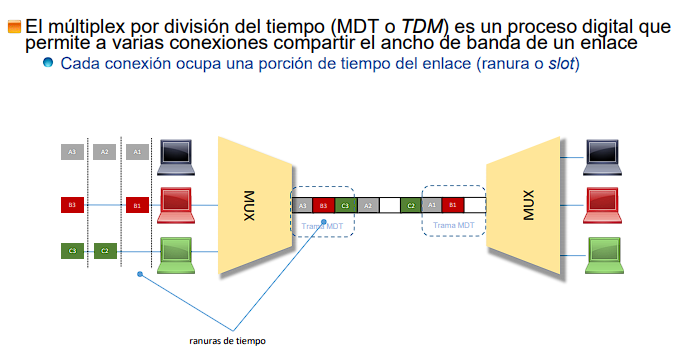 El múltiplex por división del tiempo (MDT o TDM) es un proceso digital que
permite a varias conexiones compartir el ancho de banda de un enlace
Cada conexión ocupa una porción de tiempo del enlace (ranura o slot)
A3 A2 A1
B3 B1
C3 C2
MUX
A3 B3 C3 A2 C2 A1 B1
Trama MDT Trama MDT
MUX
ranuras de tiempo